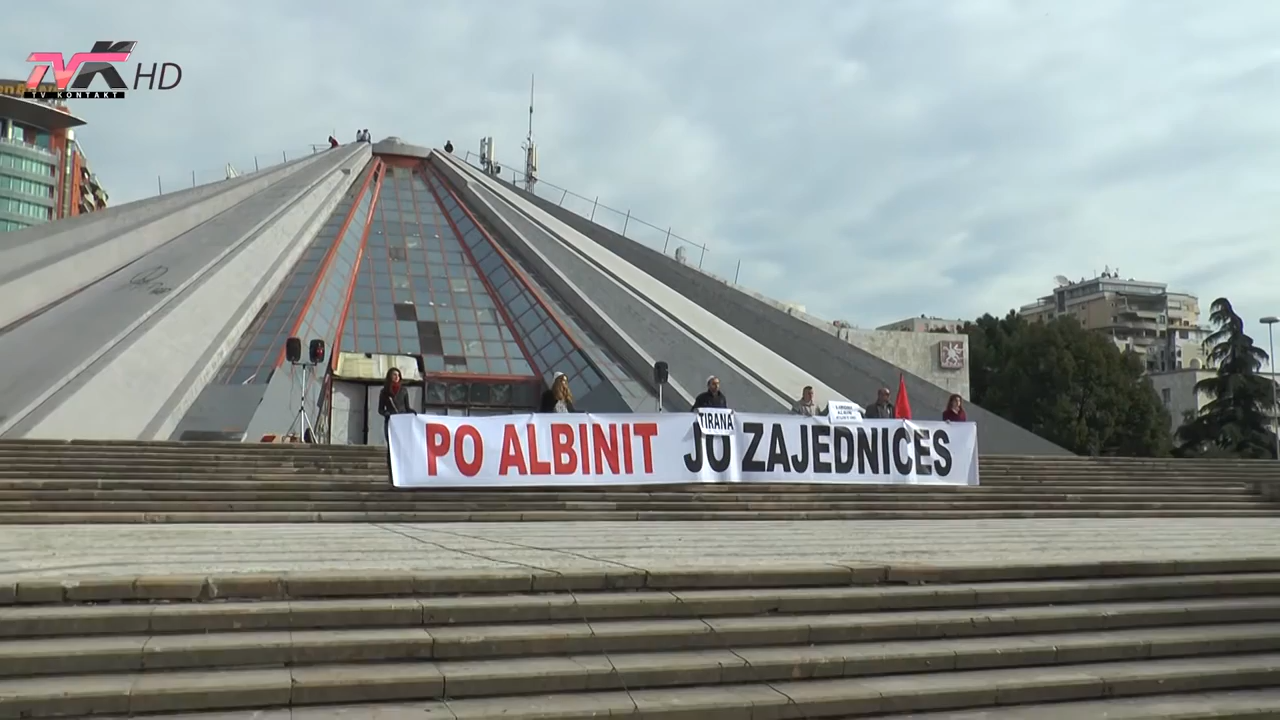 TVK HD
TV KONTAKT
TIRANA
PO ALBINIT JO ZAJEDNICES